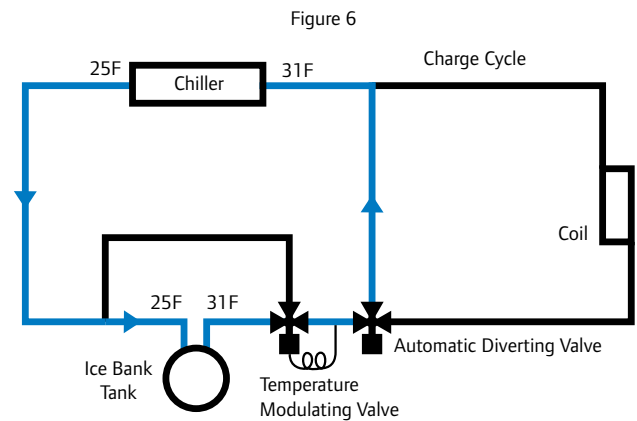 Figure 6
Charge Cycle
25F
Chiller
31F
Coil
25F
31F
Ice Bank
Tank
Temperature
Modulating Valve
Automatic Diverting Valve